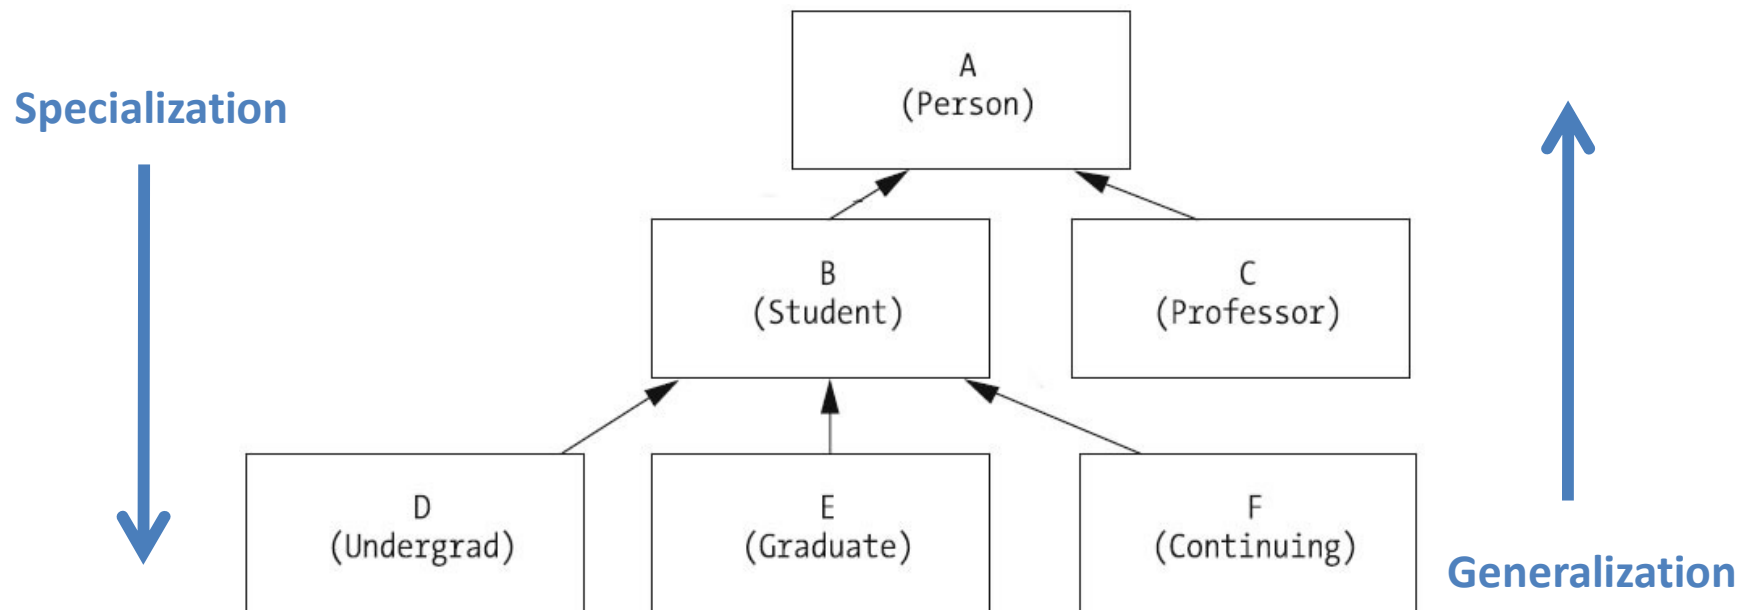 A
(Person)
Specialization
B
(Student)
C
(Professor)
D
(Undergrad)
E
(Graduate)
F
(Continuing)
Generalization